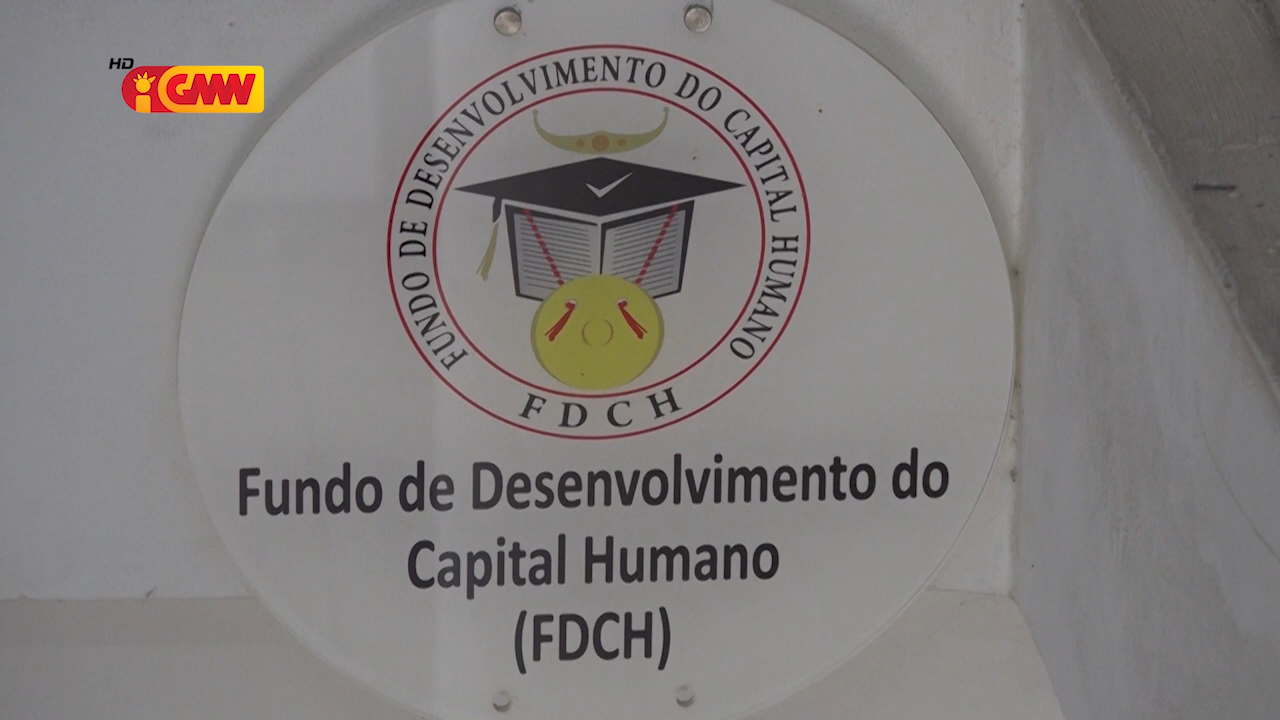 HD
GMN
FUNDO DE DESENVOLVIMENTO DO CAPITAL HUMANO
FDCH
Fundo de Desenvolvimento do
Capital Humano
(FDCH)